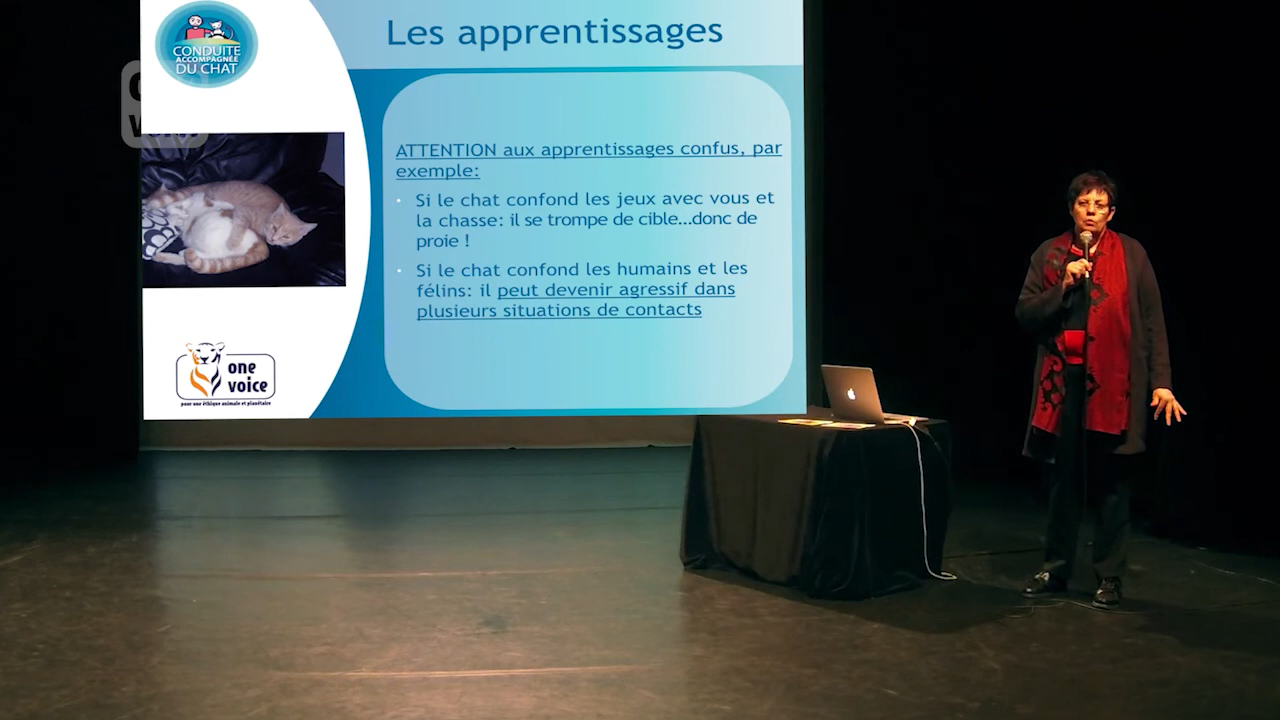 Les apprentissages
CONDUITE
ACCOMPAGNÉE
DU CHAT
ATTENTION aux apprentissages confus, par
exemple:
Si le chat confond les jeux avec vous et
la chasse: il se trompe de cible...donc de
proie !
Si le chat confond les humains et les
félins: il peut devenir agressif dans
plusieurs situations de contacts
one
voice
pour une éthique animale et planétaire